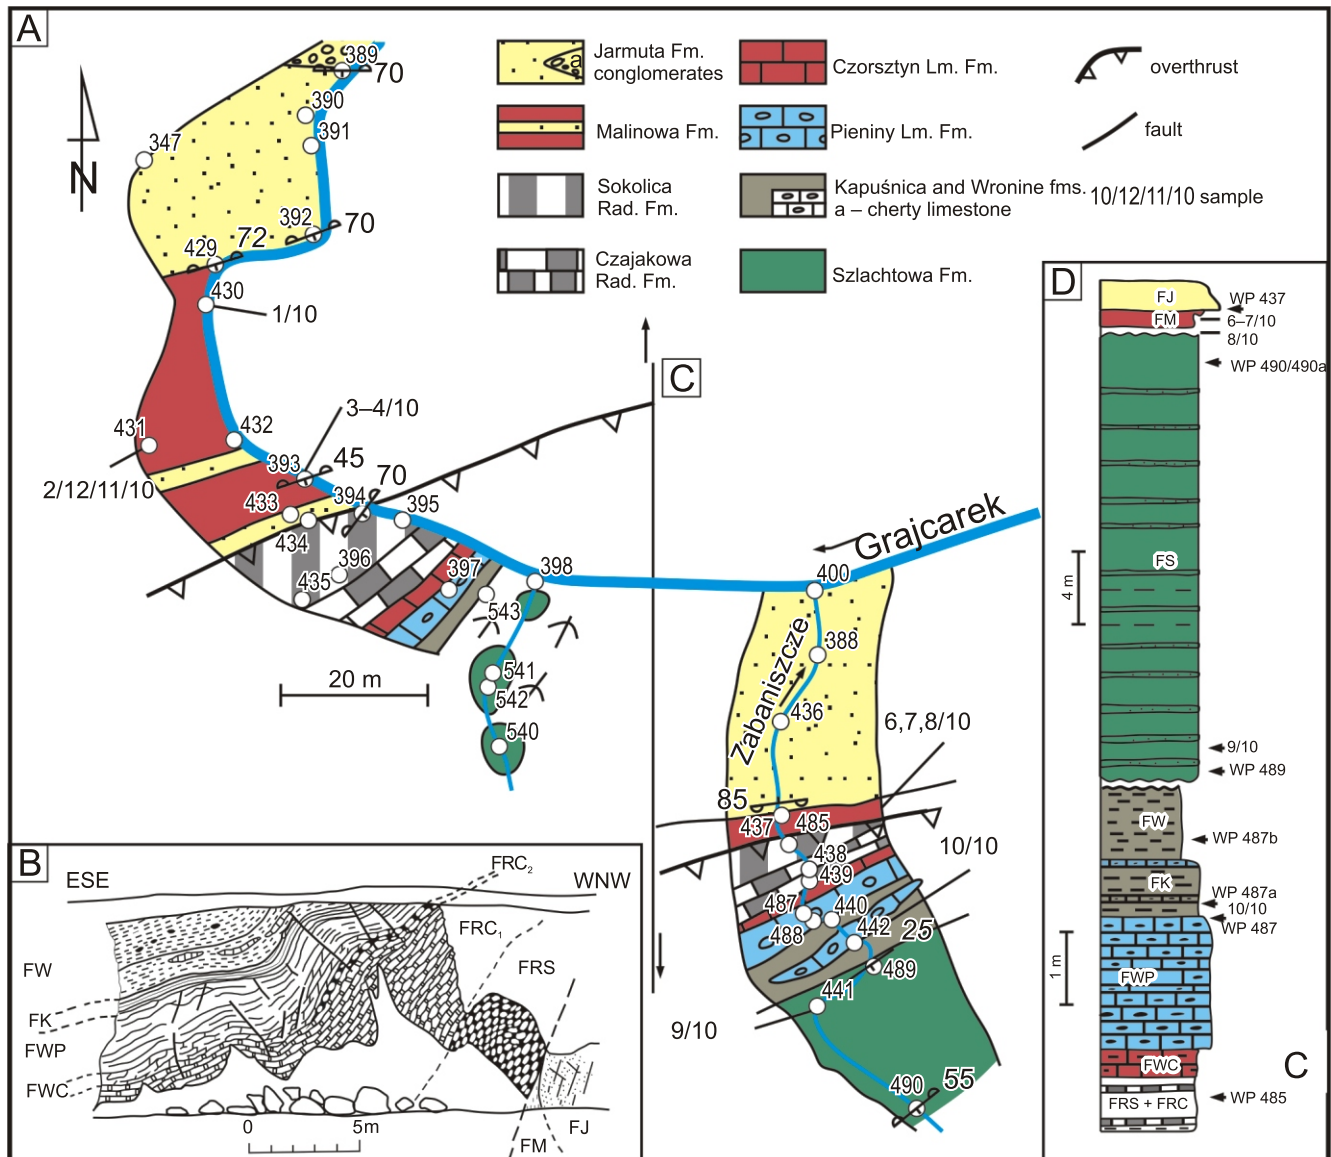 A
N
347
389
70
390
391
392
70
429
72
430
1/10
431
432
3–4/10
393
45
2/12/11/10
433
394
70
395
434
396
435
397
398
543
541
542
540
20 m
Jarmuta Fm.
conglomerates
a
Malinowa Fm.
Sokolica
Rad. Fm.
Czajakowa
Rad. Fm.
Czorsztyn Lm. Fm.
Pieniny Lm. Fm.
Kapuśnica and Wronine fms.
a – cherty limestone
Szlachtowa Fm.
overthrust
fault
10/12/11/10 sample
C
Grajcarek
400
Zabaniszcze
388
436
6,7,8/10
85
437
485
438
439
10/10
487
440
488
442
25
489
441
9/10
490
55
B
ESE
WNW
FRC2
FRC1
FRS
FW
FK
FWP
FWC
FJ
FM
0
5m
D
FJ
WP 437
FM
6–7/10
8/10
WP 490/490a
4 m
FS
9/10
WP 489
FW
WP 487b
FK
WP 487a
10/10
WP 487
1 m
FWP
FWC
C
FRS + FRC
WP 485